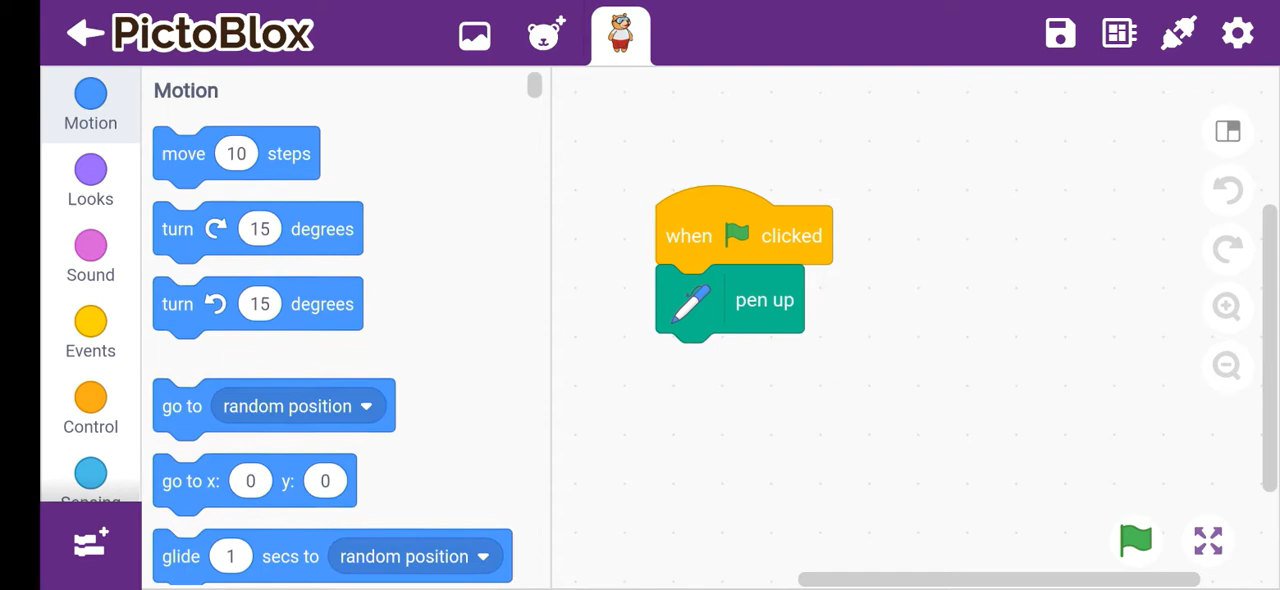 PictoBlox
Motion
Looks
Sound
Events
Control
Sensing
Motion
move 10 steps
turn 15 degrees
turn 15 degrees
go to random position
go to x: 0 y: 0
glide 1 secs to random position
when clicked
pen up